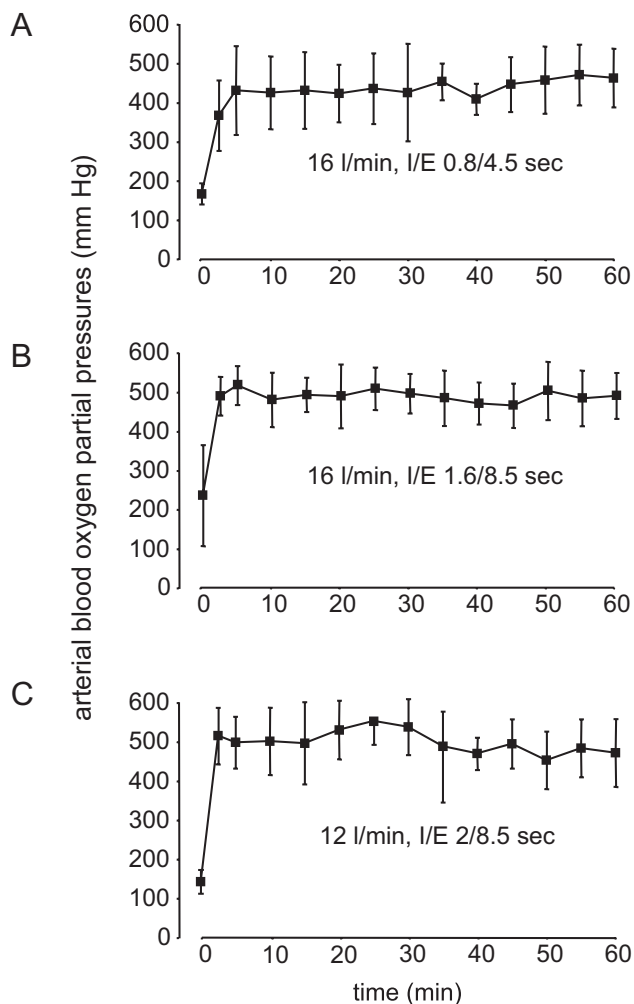 arterial blood oxygen partial pressures (mm Hg)
A
600
500
400
300
200
100
0
16 l/min, I/E 0.8/4.5 sec
0 10 20 30 40 50 60
B
600
500
400
300
200
100
0
16 l/min, I/E 1.6/8.5 sec
0 10 20 30 40 50 60
C
600
500
400
300
200
100
0
12 l/min, I/E 2/8.5 sec
0 10 20 30 40 50 60
time (min)